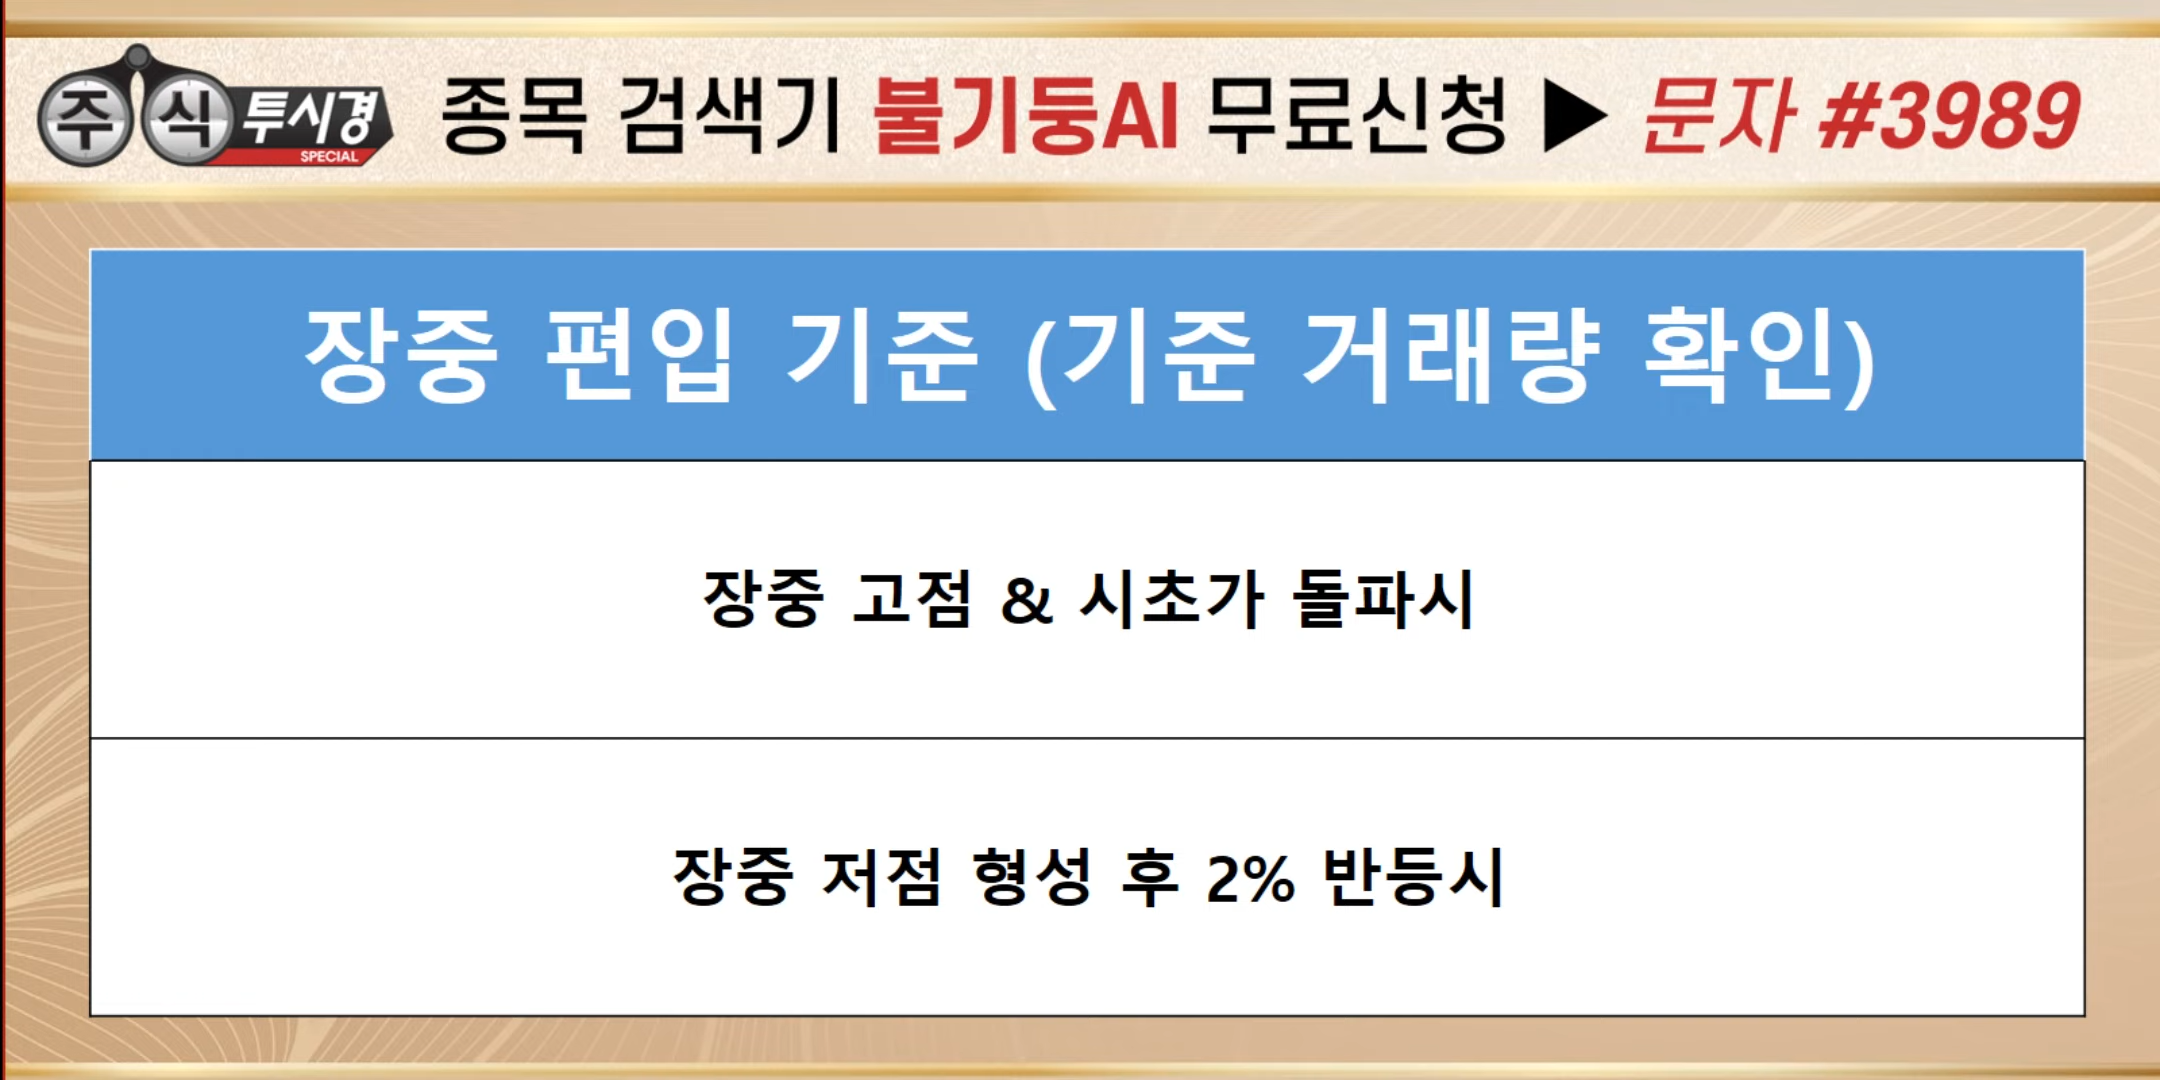 주식투시경
SPECIAL
종목 검색기 불기둥AI 무료신청 ▶ 문자 #3989
장중 편입 기준 (기준 거래량 확인)
장중 고점 & 시초가 돌파시
장중 저점 형성 후 2% 반등시